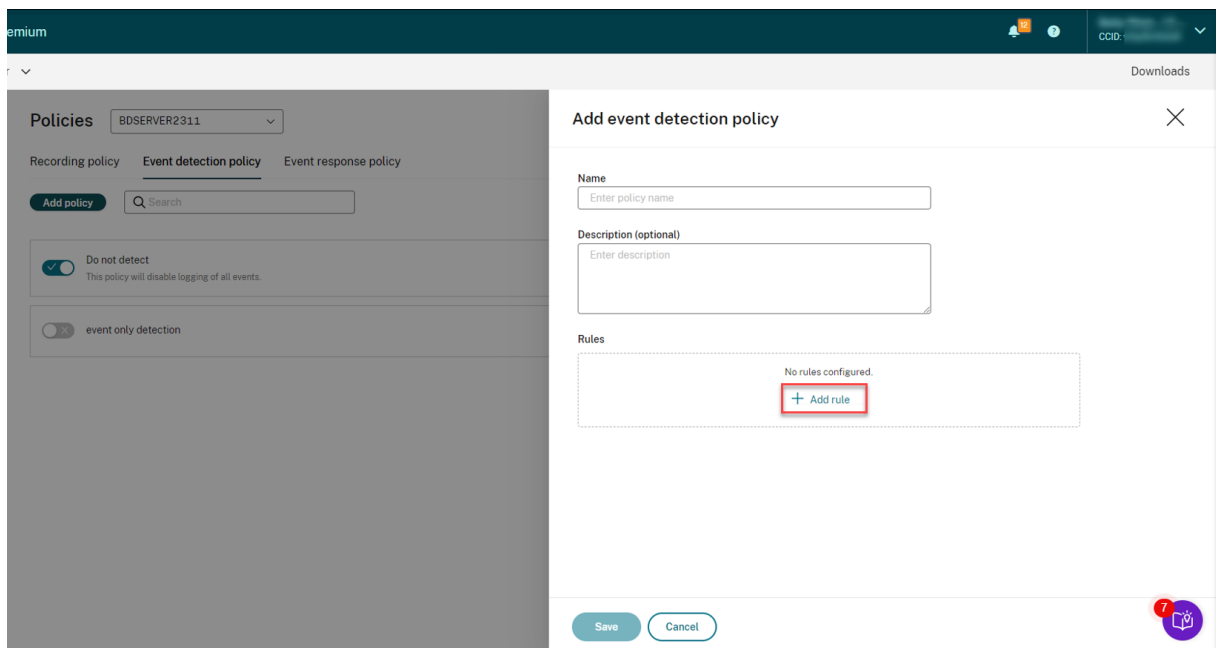 emium
12
?
CCID:
r
Downloads
Policies
BDSERVER2311
Recording policy
Event detection policy
Event response policy
Add policy
Search
Do not detect
This policy will disable logging of all events.
event only detection
Add event detection policy
Name
Enter policy name
Description (optional)
Enter description
Rules
No rules configured.
+ Add rule
Save
Cancel
7